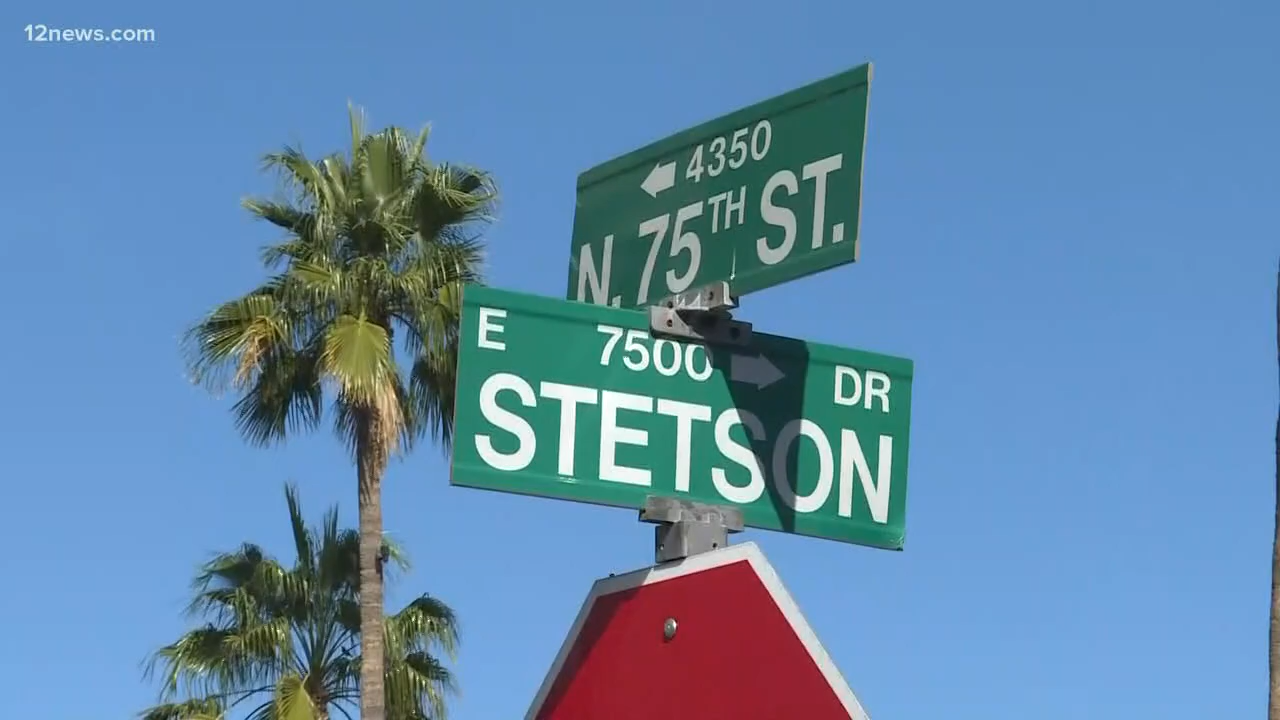 12news.com
← 4350
N. 75TH ST.
E 7500 → DR
STETSON